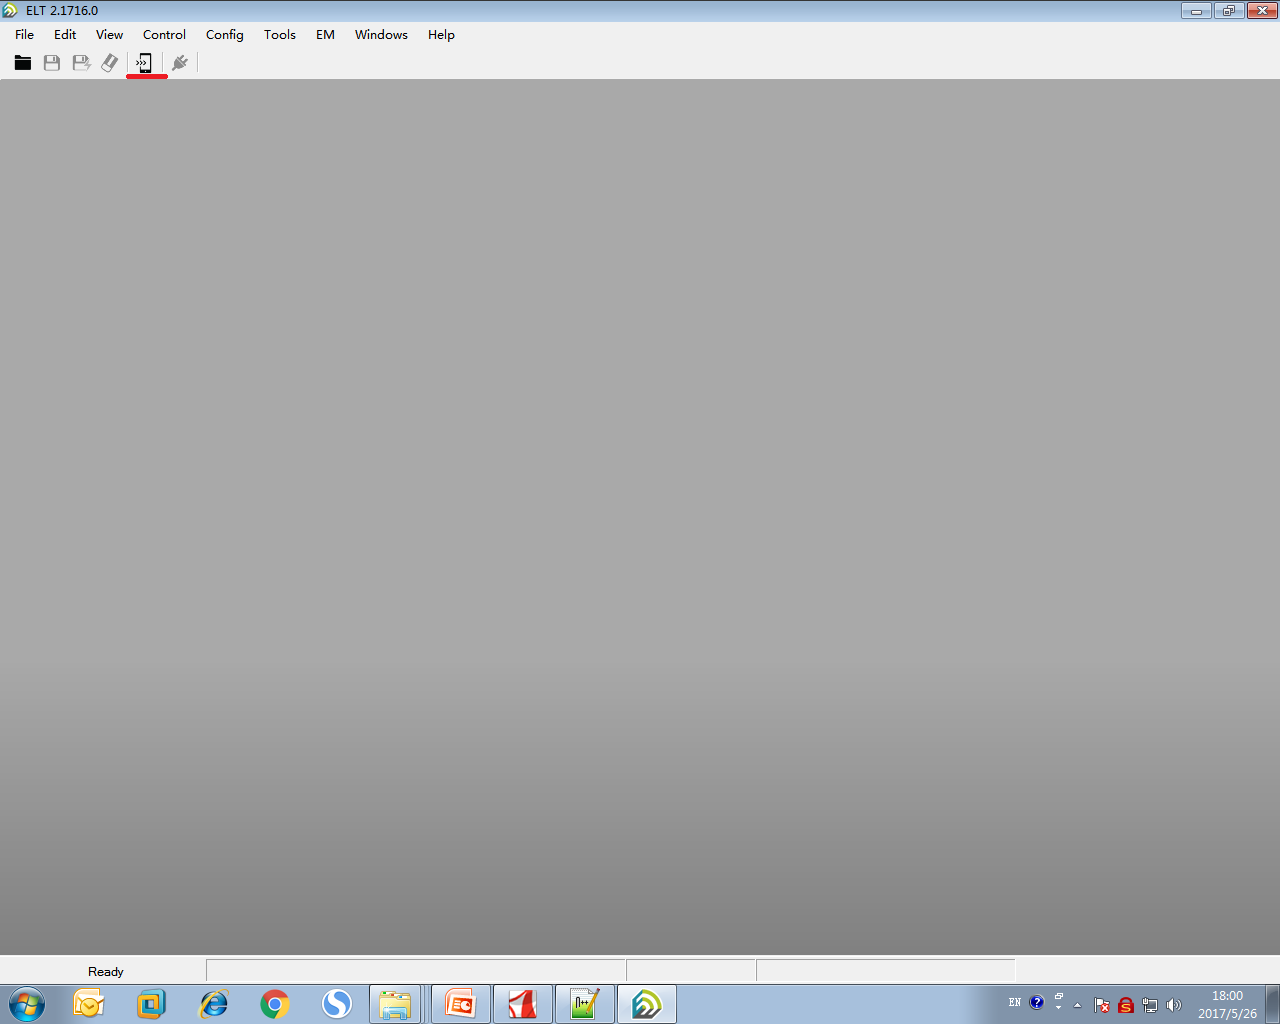 ELT 2.1716.0
File Edit View Control Config Tools EM Windows Help
Ready
EN
18:00
2017/5/26